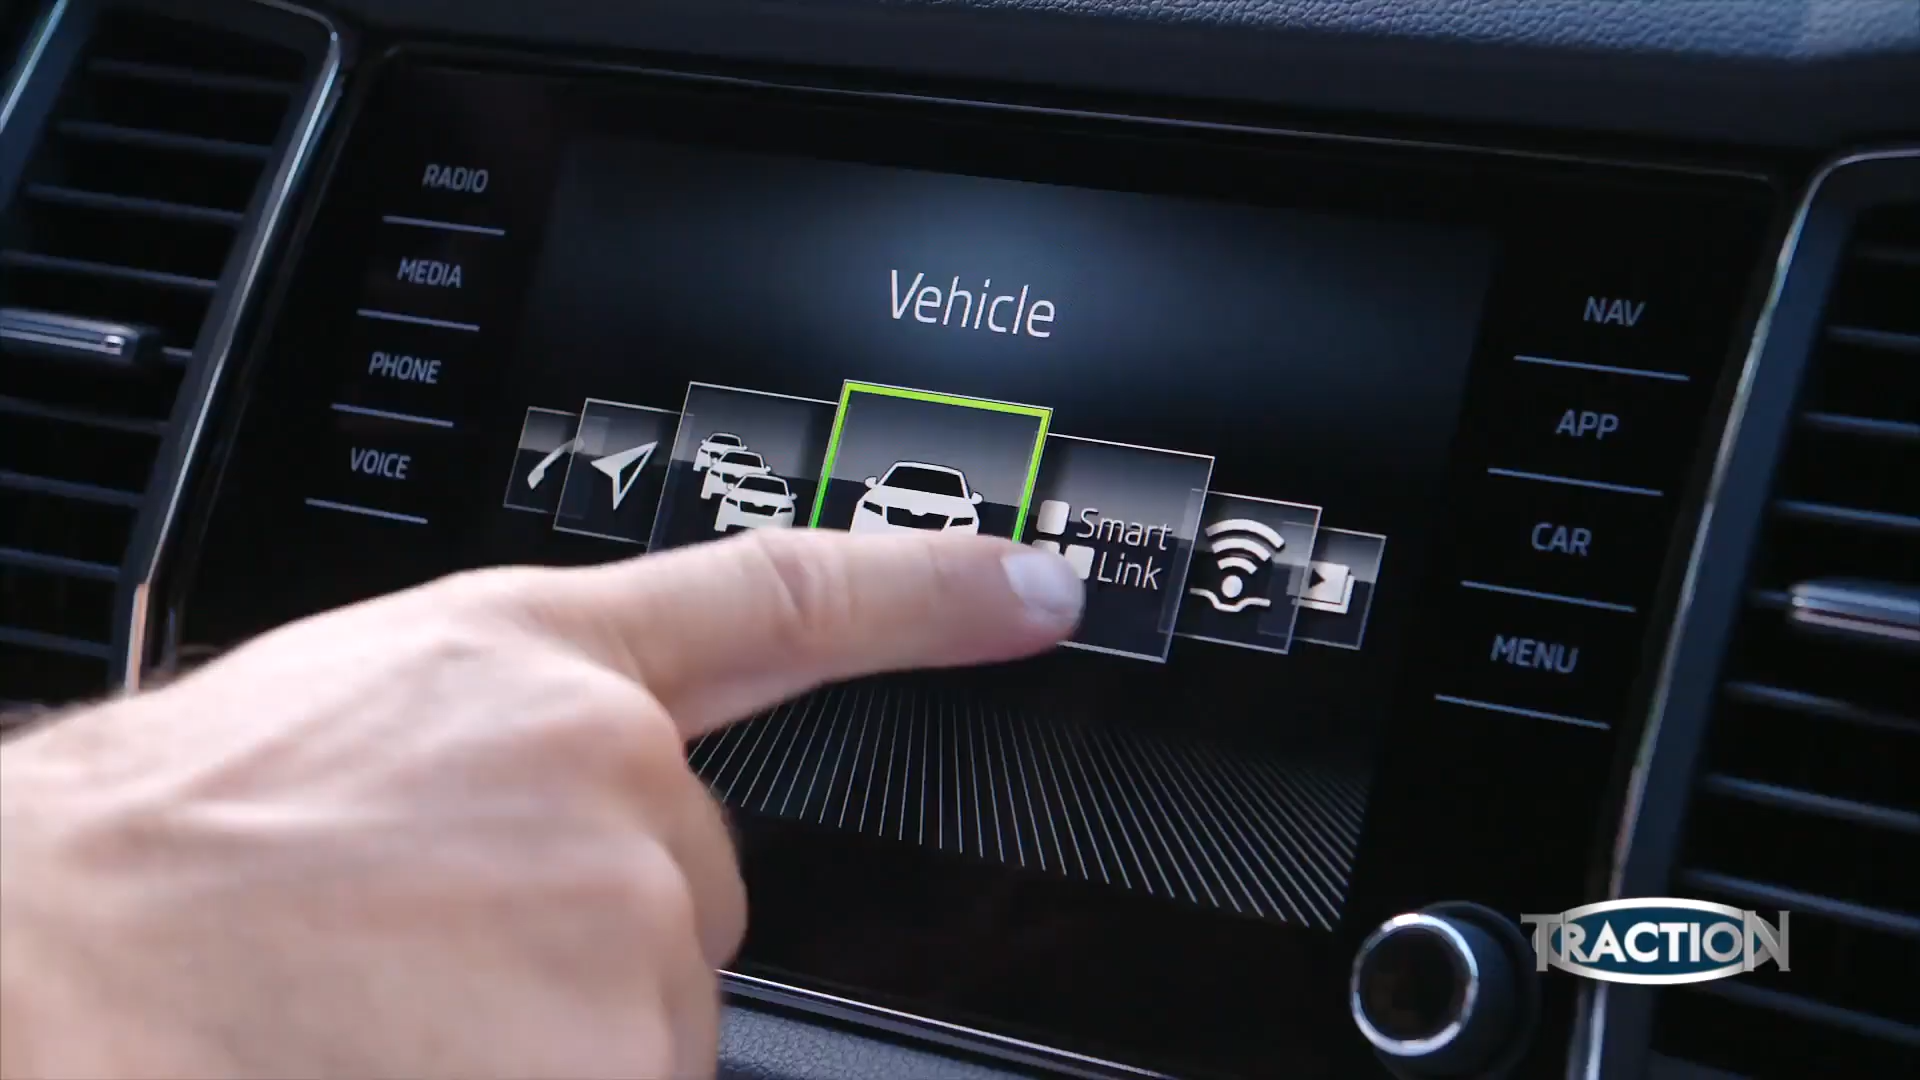 RADIO
MEDIA
PHONE
VOICE
Vehicle
Smart
Link
NAV
APP
CAR
MENU
TRACTION